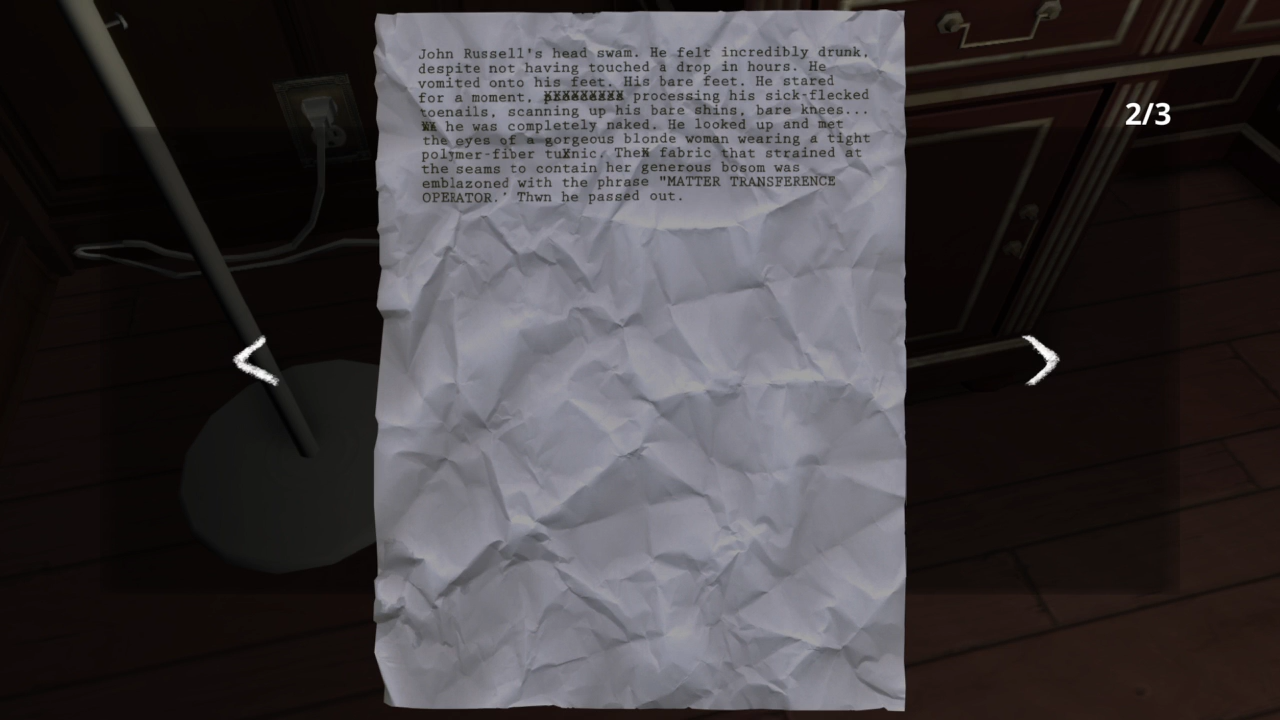 John Russell's head swam. He felt incredibly drunk,
despite not having touched a drop in hours. He
vomited onto his feet. His bare feet. He stared
for a moment, processing his sick-flecked
toenails, scanning up his bare shins, bare knees...
he was completely naked. He looked up and met
the eyes of a gorgeous blonde woman wearing a tight
polymer-fiber tuXnic. TheX fabric that strained at
the seams to contain her generous bosom was
emblazoned with the phrase "MATTER TRANSFERENCE
OPERATOR.' Thwn he passed out.
2/3